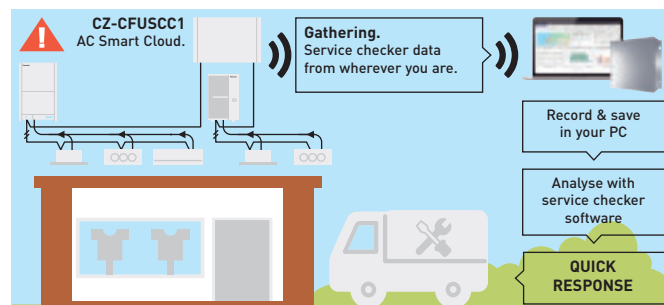 CZ-CFUSCC1
AC Smart Cloud.
Gathering.
Service checker data
from wherever you are.
Record & save
in your PC
Analyse with
service checker
software
QUICK
RESPONSE